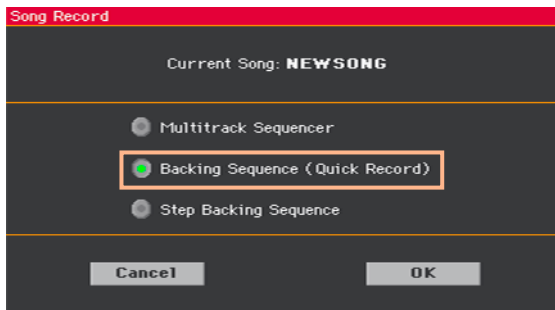 Song Record
Current Song: NEWSONG
Multitrack Sequencer
Backing Sequence (Quick Record)
Step Backing Sequence
Cancel OK